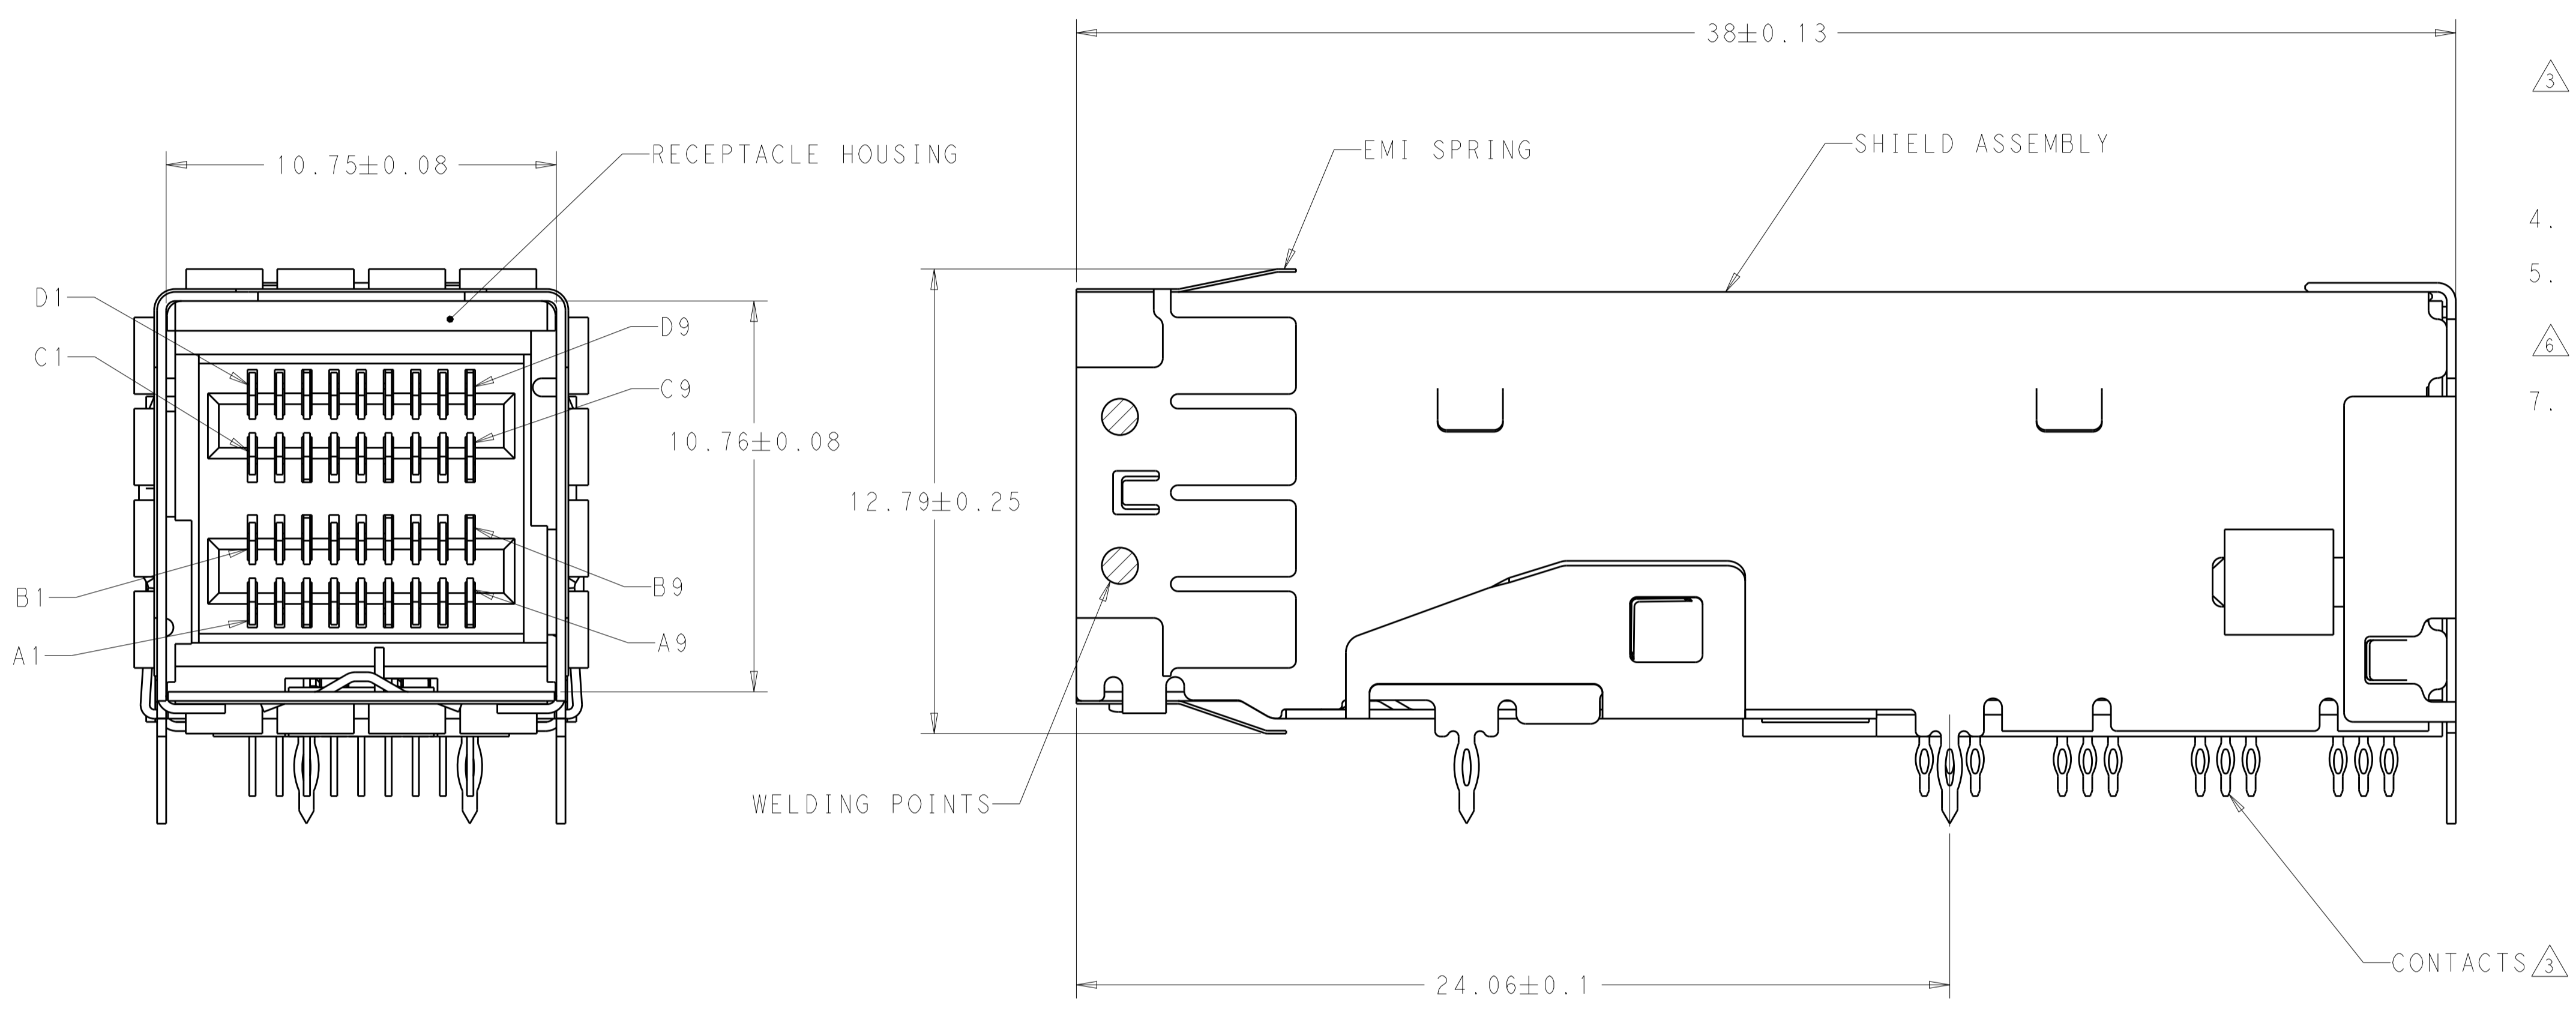 38±0.13
3
10.75±0.08
RECEPTACLE HOUSING
EMI SPRING
SHIELD ASSEMBLY
4.
5.
6
7.
D1
C1
B1
A1
D9
C9
B9
A9
10.76±0.08
12.79±0.25
WELDING POINTS
24.06±0.1
CONTACTS 3